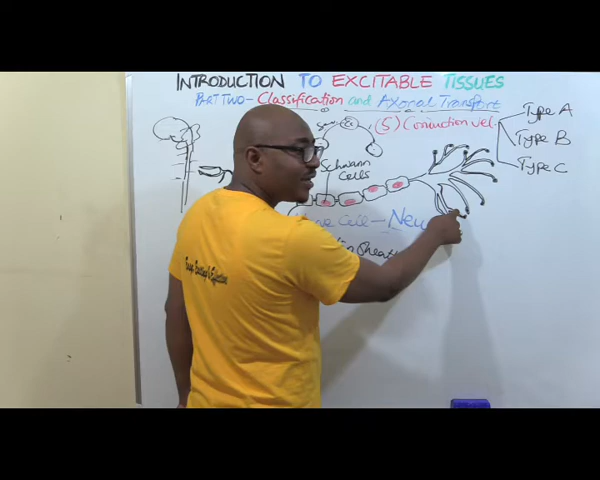 INTRODUCTION TO EXCITABLE TISSUES
PART TWO - Classification and Axonal Transport
(5) Conduction Vel.
Type A
Type B
Type C
Schwann
Cells
Cell - Neu